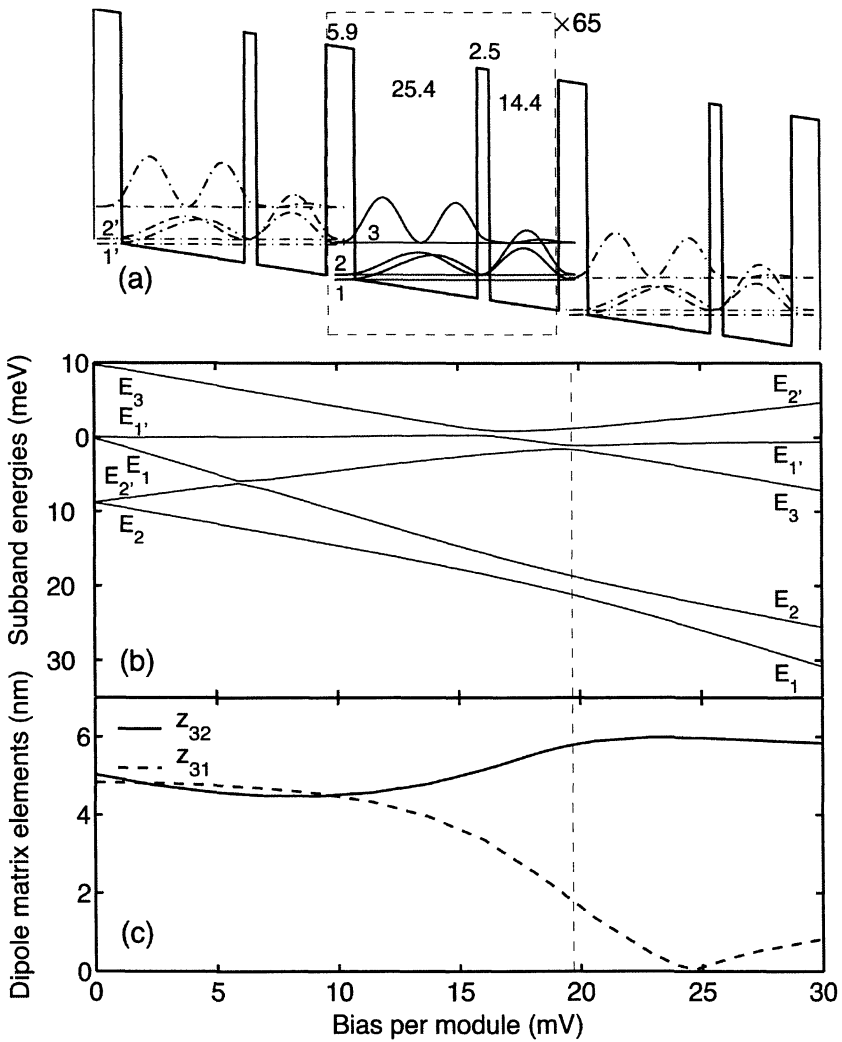 5.9
×65
2.5
25.4
14.4
2'
1'
3
2
1
(a)
Subband energies (meV)
10
0
10
20
30
E3
E1'
E2' E1
E2
E2'
E1'
E3
E2
E1
(b)
Dipole matrix elements (nm)
6
4
2
0
z32
z31
(c)
0 5 10 15 20 25 30
Bias per module (mV)